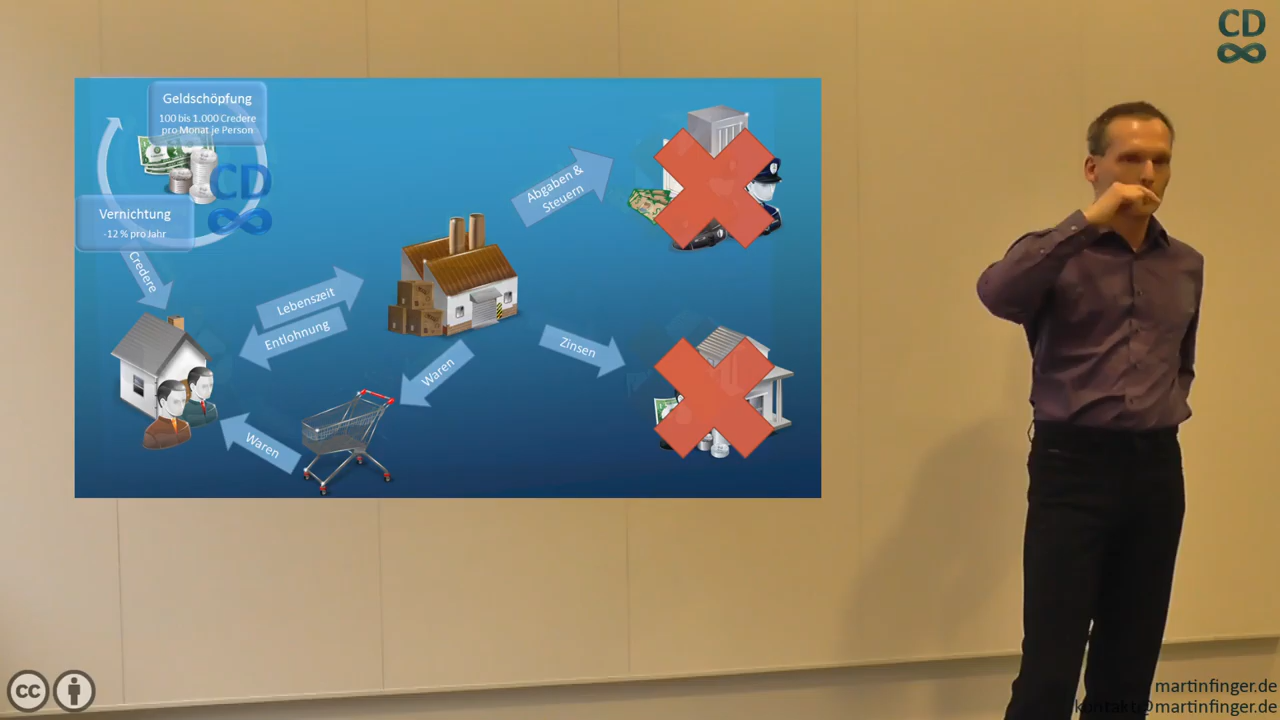 CD
Geldschöpfung
100 bis 1.000 Credere
pro Monat je Person
CD
Vernichtung
-12 % pro Jahr
Credere
Abgaben &
Steuern
Lebenszeit
Entlohnung
Zinsen
Waren
Waren
cc
martinfinger.de
kontakt@martinfinger.de